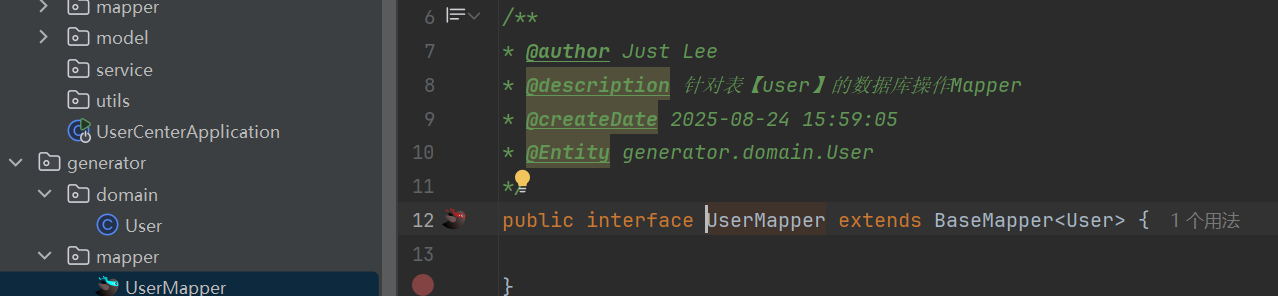 mapper
model
service
utils
UserCenterApplication
generator
domain
User
mapper
UserMapper
6 /**
7 * @author Just Lee
8 * @description 针对表【user】的数据库操作Mapper
9 * @createDate 2025-08-24 15:59:05
10 * @Entity generator.domain.User
11 */
12 public interface UserMapper extends BaseMapper<User> { 1个用法
13
}